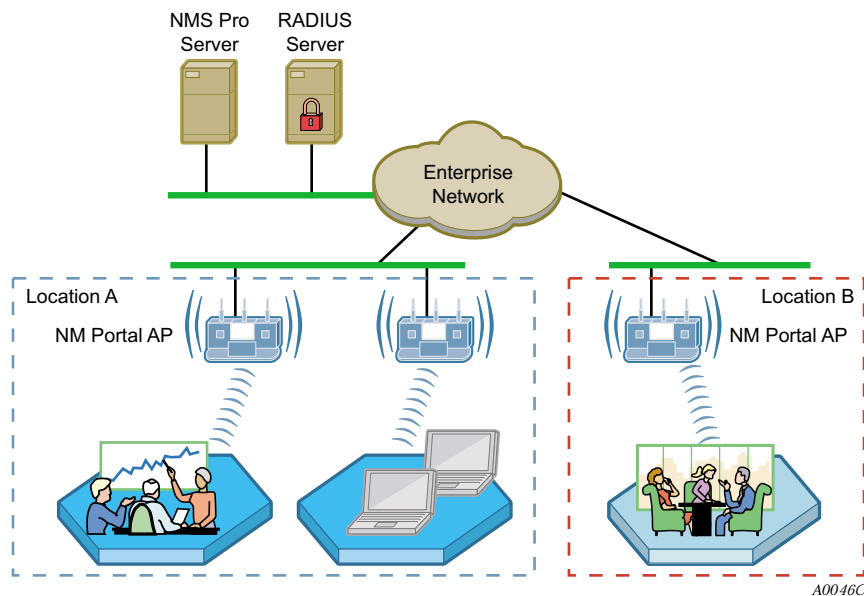 NMS Pro
Server
RADIUS
Server
Enterprise
Network
Location A
NM Portal AP
Location B
NM Portal AP
A0046C